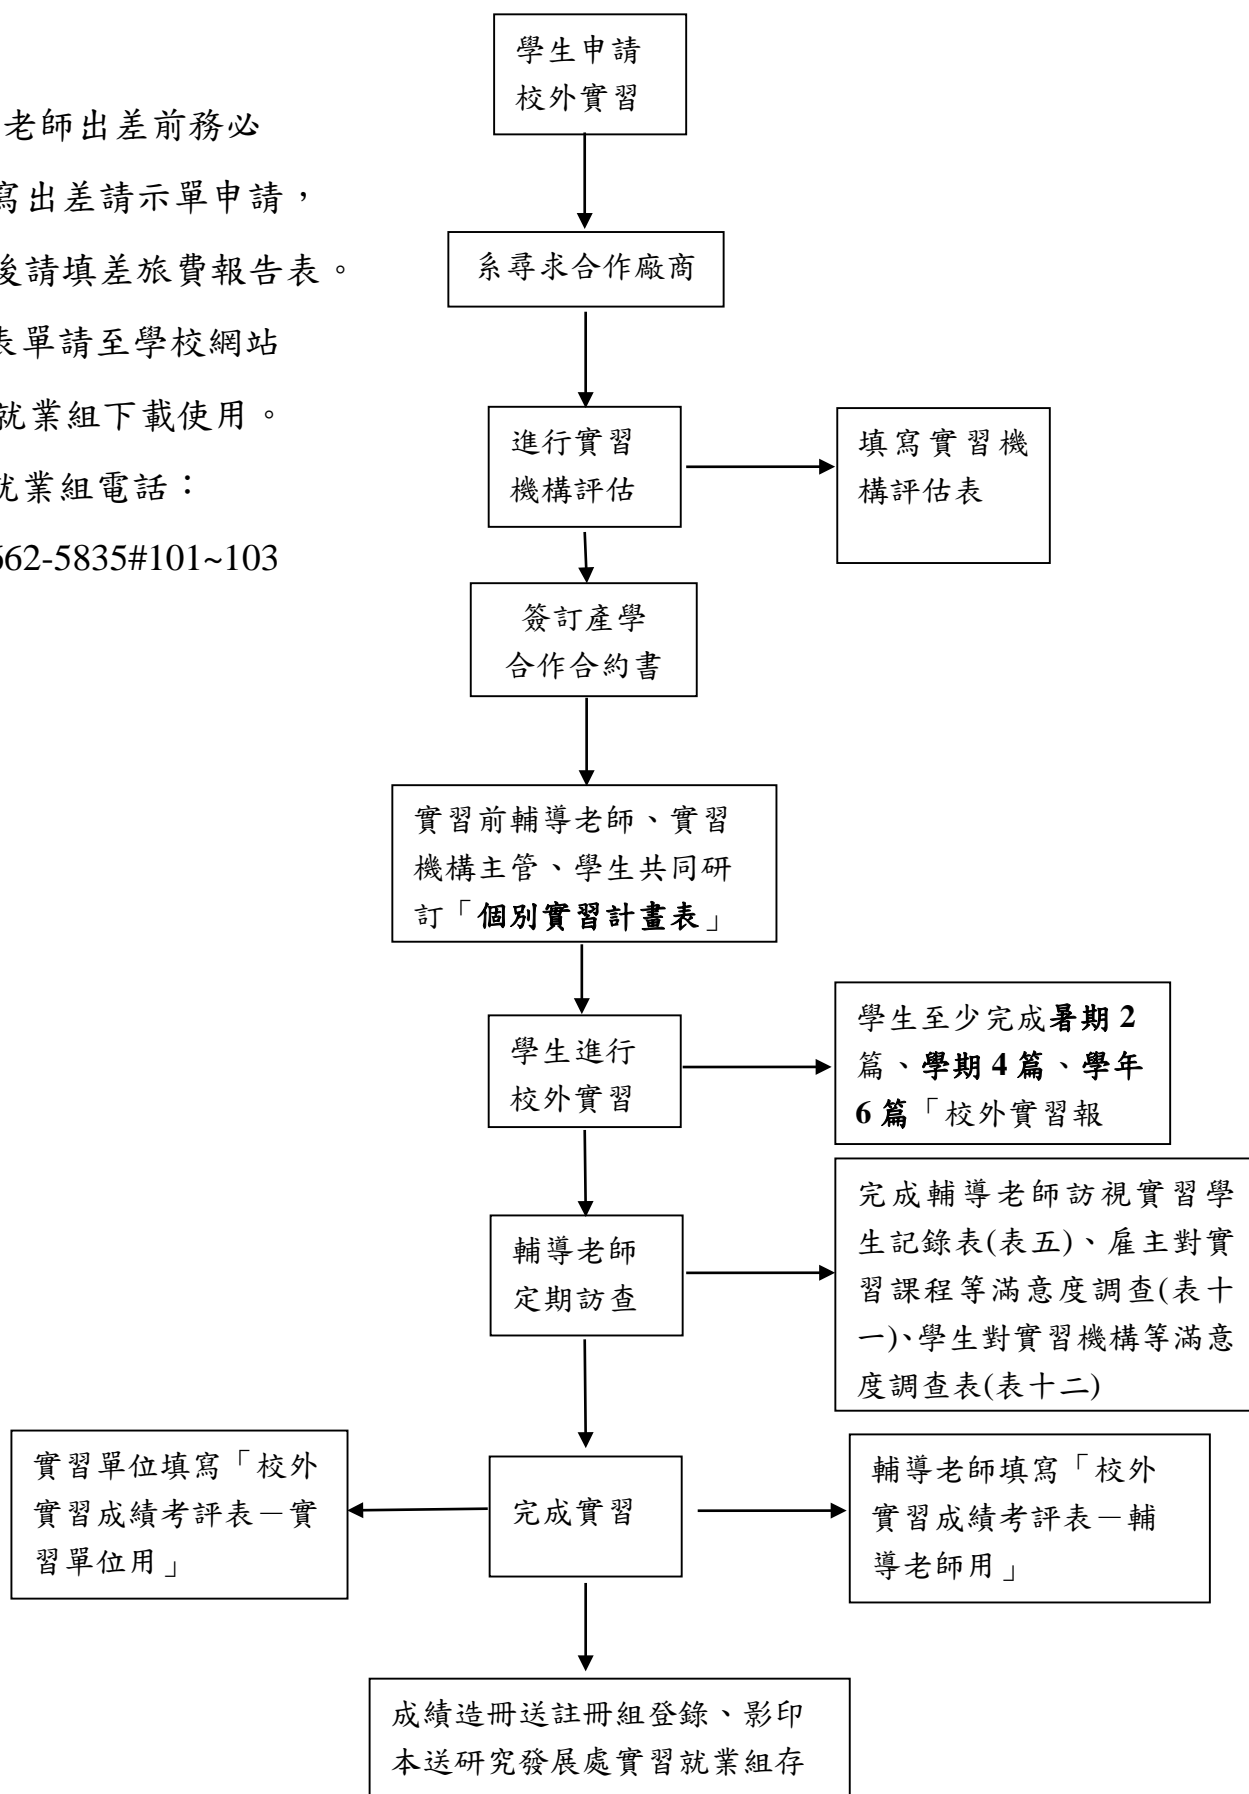 學生申請
校外實習
老師出差前務必
寫出差請示單申請，
後請填差旅費報告表。
表單請至學校網站
就業組下載使用。
就業組電話：
662-5835#101~103
系尋求合作廠商
進行實習
機構評估
填寫實習機
構評估表
簽訂產學
合作合約書
實習前輔導老師、實習
機構主管、學生共同研
訂「個別實習計畫表」
學生進行
校外實習
學生至少完成暑期 2
篇、學期 4 篇、學年
6 篇「校外實習報
輔導老師
定期訪查
完成輔導老師訪視實習學
生記錄表(表五)、雇主對實
習課程等滿意度調查(表十
一)、學生對實習機構等滿意
度調查表(表十二)
實習單位填寫「校外
實習成績考評表－實
習單位用」
完成實習
輔導老師填寫「校外
實習成績考評表－輔
導老師用」
成績造冊送註冊組登錄、影印
本送研究發展處實習就業組存